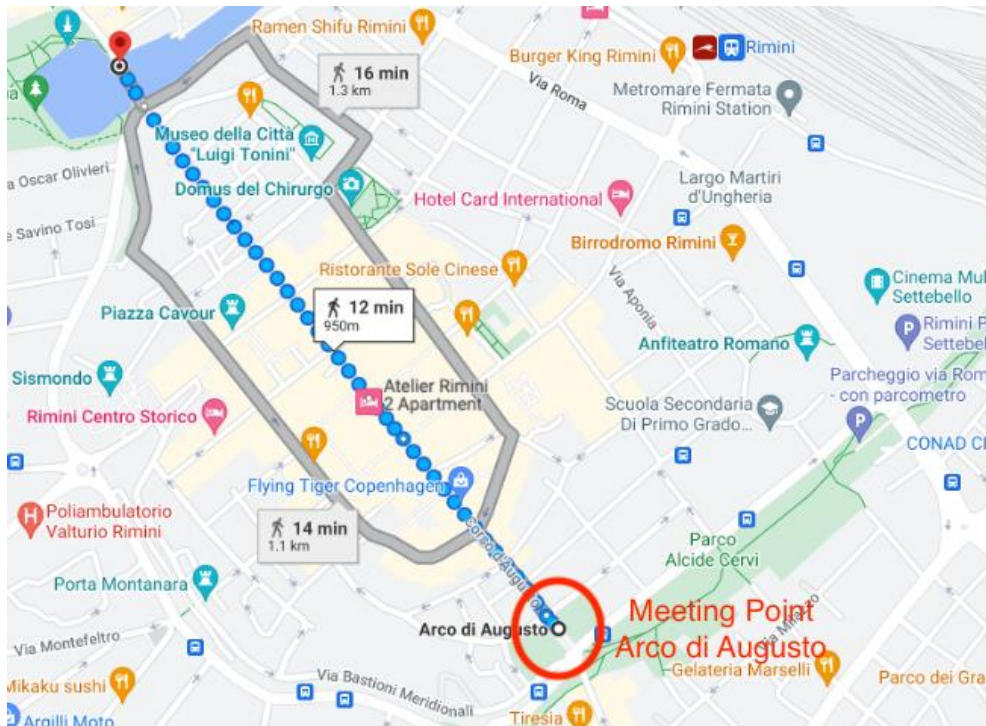 Ramen Shifu Rimini
Burger King Rimini
Rimini
Via Roma
16 min
1.3 km
Metromare Fermata
Rimini Station
Museo della Città
"Luigi Tonini"
a Oscar Olivieri
Domus del Chirurgo
Largo Martiri
d'Ungheria
Hotel Card International
e Savino Tosi
Birrodromo Rimini
Ristorante Sole Cinese
Via Aponia
Cinema Mul
Settebello
Piazza Cavour
12 min
950m
Rimini P
Settebel
P
Anfiteatro Romano
Sismondo
Atelier Rimini
2 Apartment
Parcheggio via Rom
- con parcometro
P
Rimini Centro Storico
Scuola Secondaria
Di Primo Grado...
CONAD CI
Flying Tiger Copenhagen
H
Poliambulatorio
Valturio Rimini
14 min
1.1 km
corso d'Augusto
Parco
Alcide Cervi
Porta Montanara
Meeting Point
Arco di Augusto
Arco di Augusto
Via Milazzo
Via Montefeltro
Gelateria Marselli
Parco dei Gra
Via Bastioni Meridionali
Mikaku sushi
Tiresia
Argilli Moto